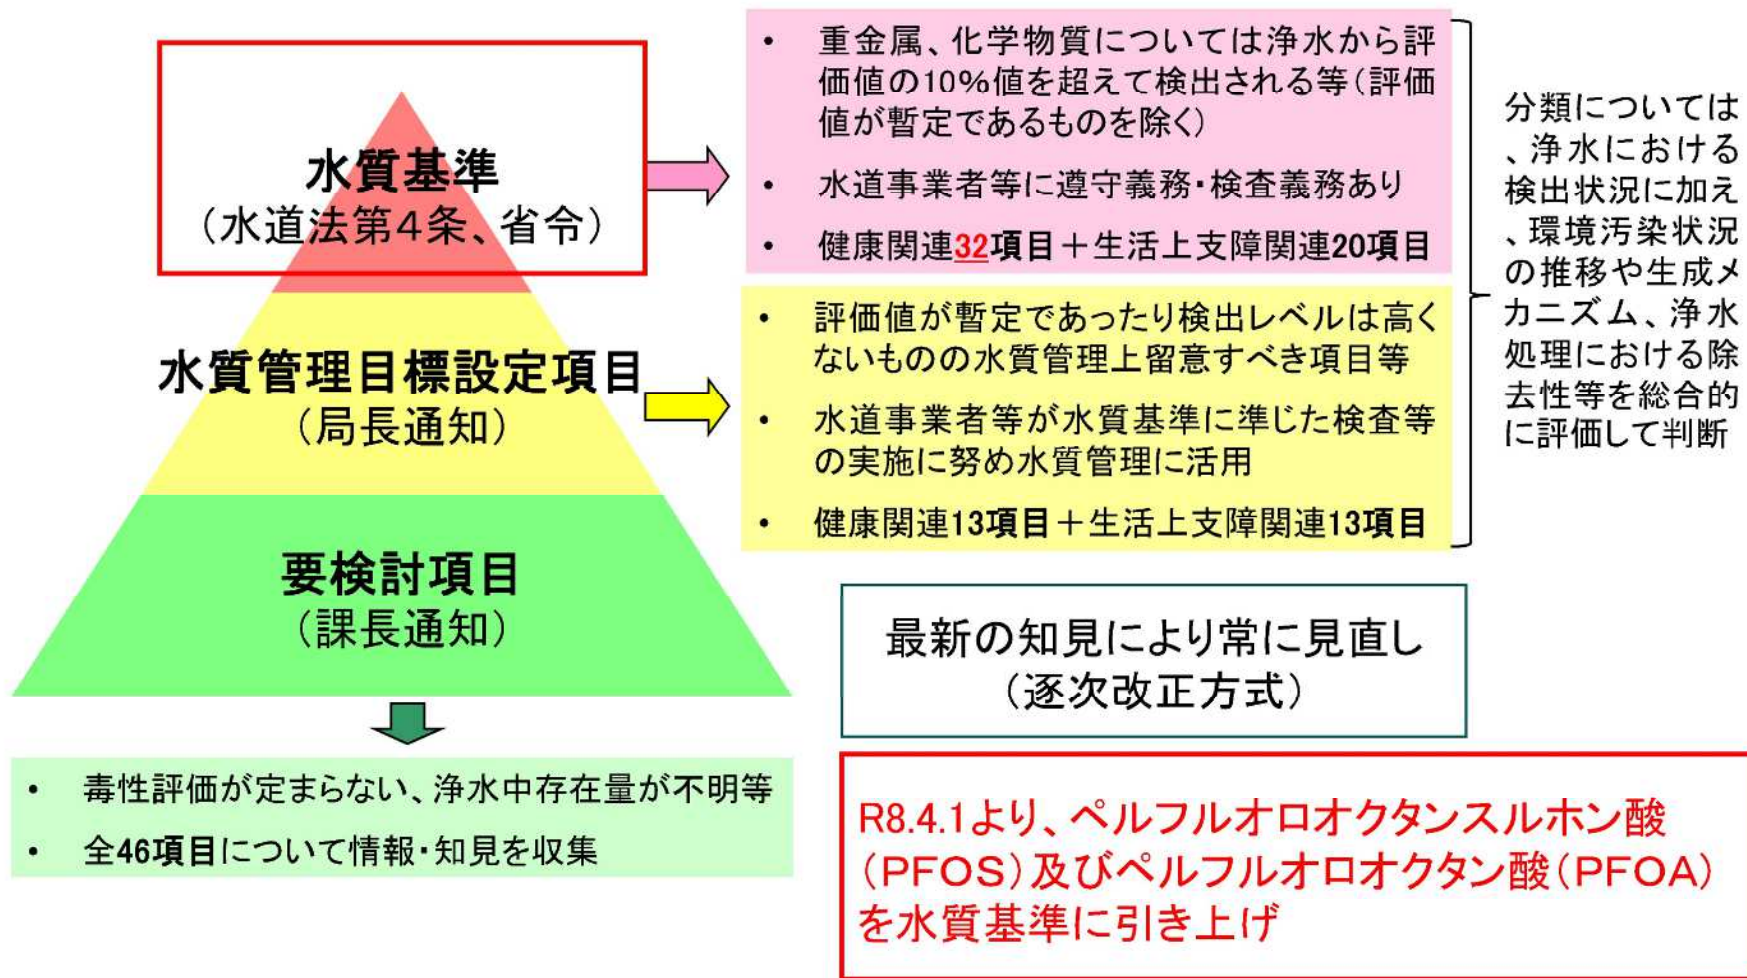 水質基準
（水道法第4条、省令）
• 重金属、化学物質については浄水から評
価値の10%値を超えて検出される等（評価
値が暫定であるものを除く）
• 水道事業者等に遵守義務・検査義務あり
• 健康関連32項目＋生活上支障関連20項目
水質管理目標設定項目
（局長通知）
• 評価値が暫定であったり検出レベルは高く
ないものの水質管理上留意すべき項目等
• 水道事業者等が水質基準に準じた検査等
の実施に努め水質管理に活用
• 健康関連13項目＋生活上支障関連13項目
分類については
、浄水における
検出状況に加え
、環境汚染状況
の推移や生成メ
カニズム、浄水
処理における除
去性等を総合的
に評価して判断
要検討項目
（課長通知）
• 毒性評価が定まらない、浄水中存在量が不明等
• 全46項目について情報・知見を収集
最新の知見により常に見直し
（逐次改正方式）
R8.4.1より、ペルフルオロオクタンスルホン酸
（PFOS）及びペルフルオロオクタン酸（PFOA）
を水質基準に引き上げ